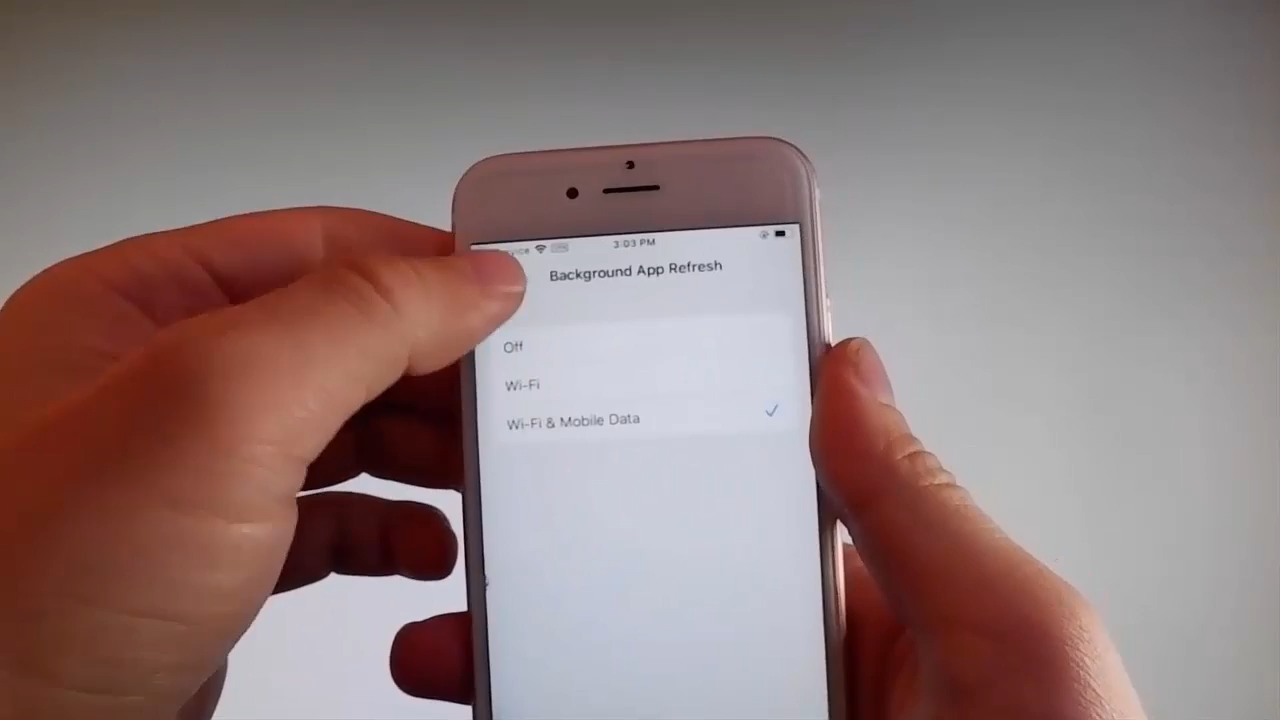 3:03 PM
Background App Refresh
Off
Wi-Fi
Wi-Fi & Mobile Data